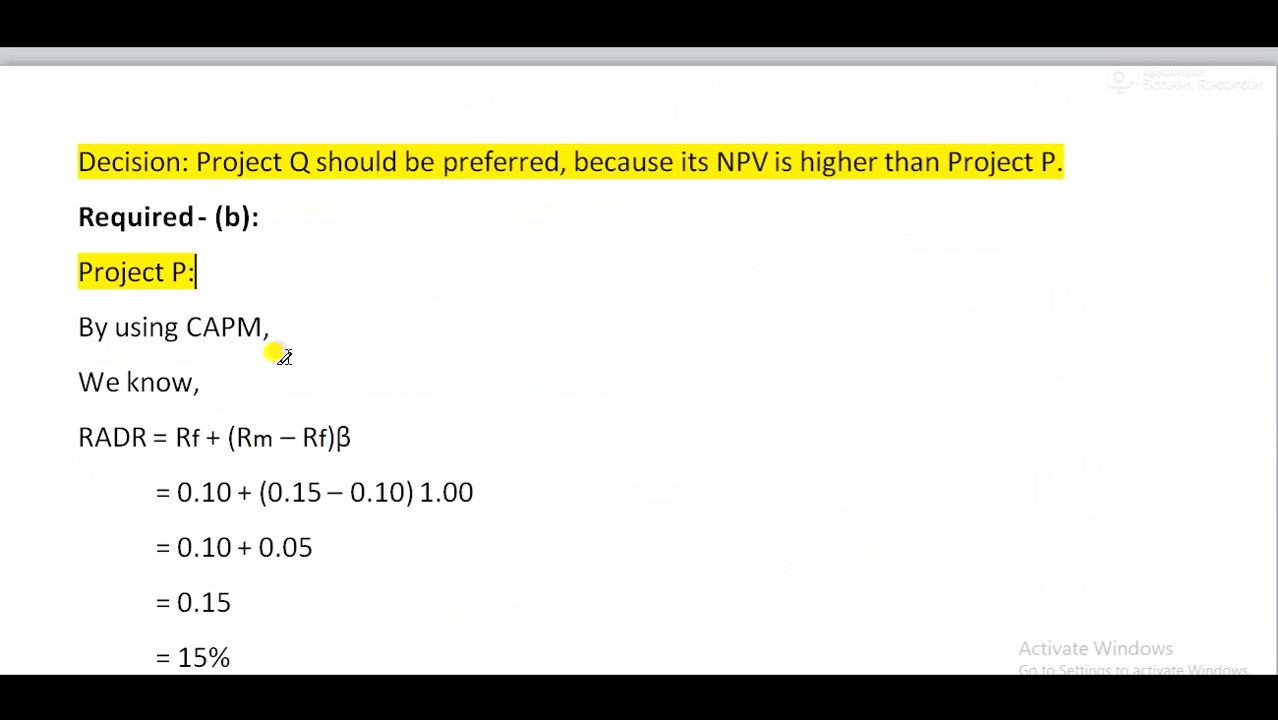 Screen Recorder
Decision: Project Q should be preferred, because its NPV is higher than Project P.
Required - (b):
Project P:
By using CAPM,
We know,
RADR = Rf + (Rm – Rf)β
= 0.10 + (0.15 – 0.10) 1.00
= 0.10 + 0.05
= 0.15
= 15%
Activate Windows
Go to Settings to activate Windows.